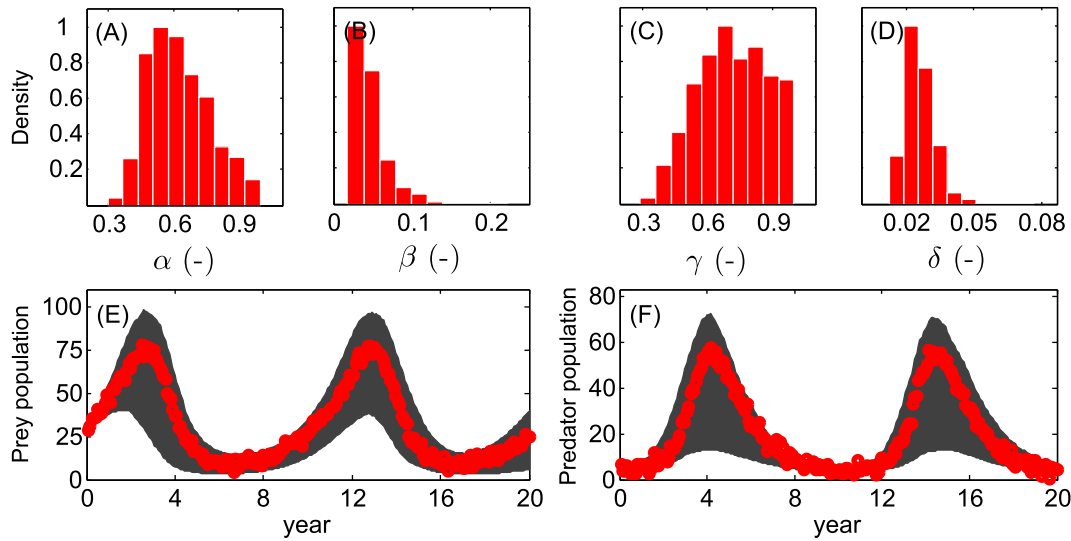 (A) (B) (C) (D)
Density
1
0.8
0.6
0.4
0.2
0.3 0.6 0.9
0 0.1 0.2
0.3 0.6 0.9
0.02 0.05 0.08
α (-)
β (-)
γ (-)
δ (-)
(E)
Prey population
100
75
50
25
0
0 4 8 12 16 20
year
(F)
Predator population
80
60
40
20
0
0 4 8 12 16 20
year